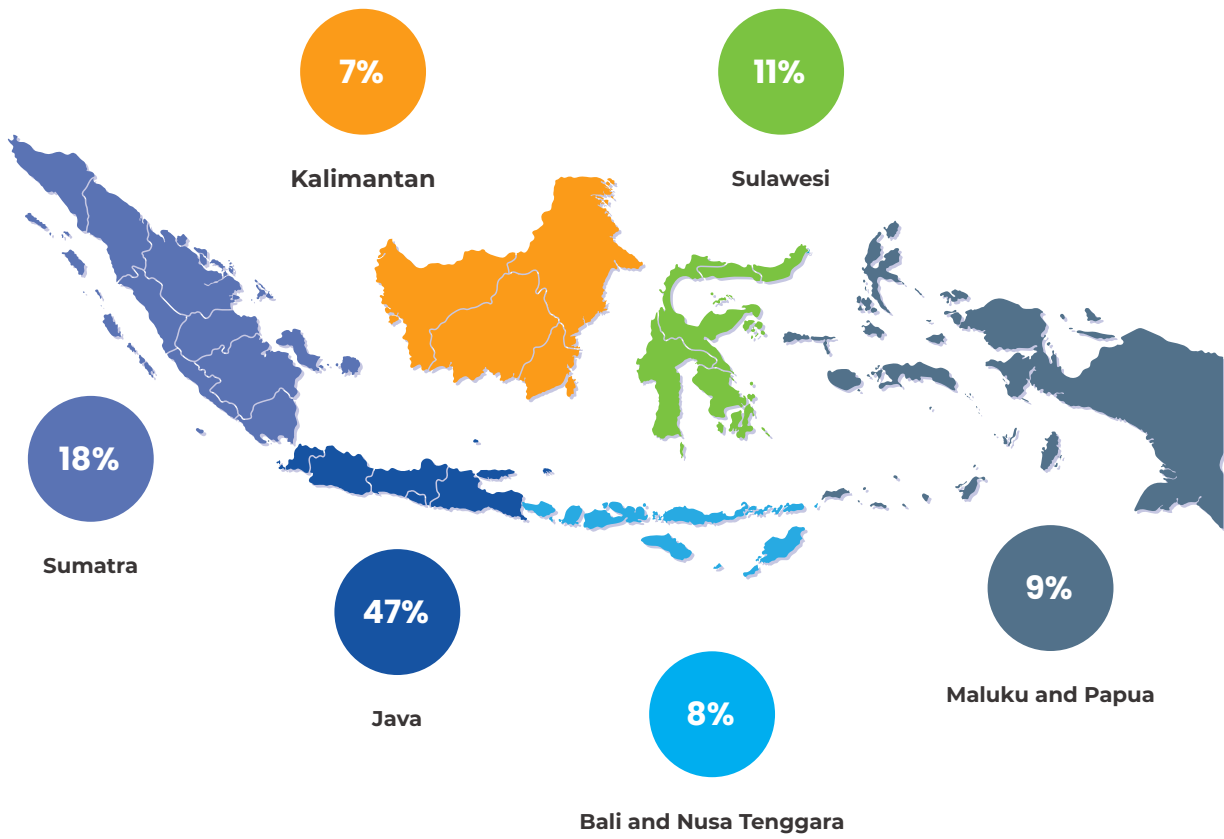 7%
Kalimantan
11%
Sulawesi
18%
Sumatra
47%
Java
8%
Bali and Nusa Tenggara
9%
Maluku and Papua